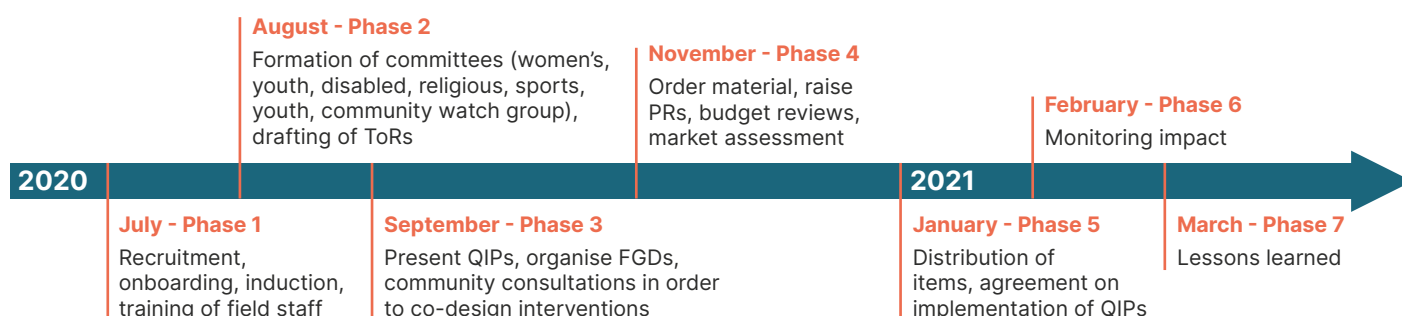 August - Phase 2
Formation of committees (women’s,
youth, disabled, religious, sports,
youth, community watch group),
drafting of ToRs
November - Phase 4
Order material, raise
PRs, budget reviews,
market assessment
February - Phase 6
Monitoring impact
2020
2021
July - Phase 1
Recruitment,
onboarding, induction,
training of field staff
September - Phase 3
Present QIPs, organise FGDs,
community consultations in order
to co-design interventions
January - Phase 5
Distribution of
items, agreement on
implementation of QIPs
March - Phase 7
Lessons learned